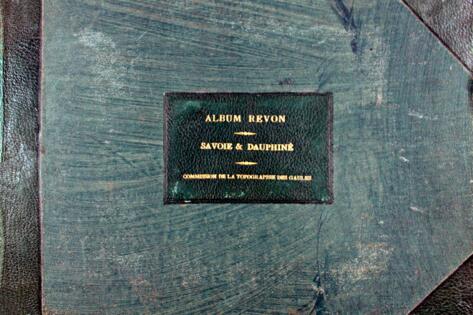 ALBUM REVON
SAVOIE & DAUPHINÉ
COMMISSION DE LA TOPOGRAPHIE DES GAULES